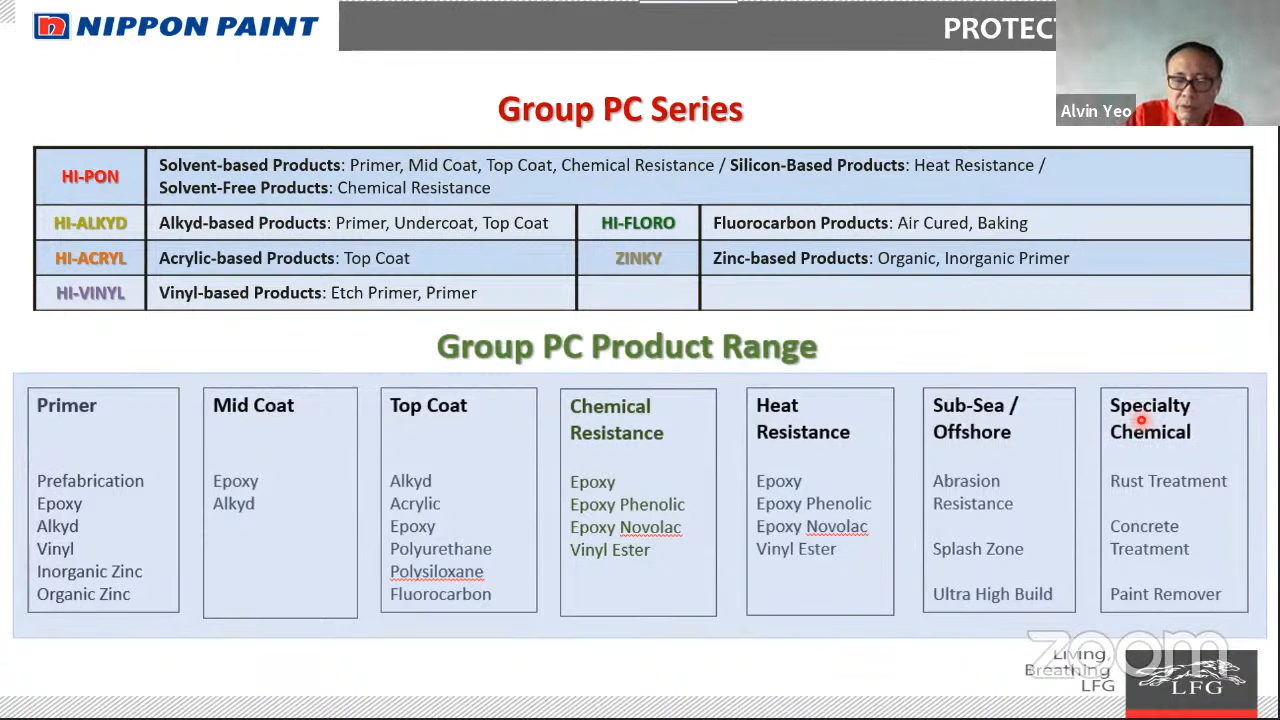 n NIPPON PAINT
PROTEC
Alvin Yeo
Group PC Series
HI-PON
Solvent-based Products: Primer, Mid Coat, Top Coat, Chemical Resistance / Silicon-Based Products: Heat Resistance /
Solvent-Free Products: Chemical Resistance
HI-ALKYD
Alkyd-based Products: Primer, Undercoat, Top Coat
HI-FLORO
Fluorocarbon Products: Air Cured, Baking
HI-ACRYL
Acrylic-based Products: Top Coat
ZINKY
Zinc-based Products: Organic, Inorganic Primer
HI-VINYL
Vinyl-based Products: Etch Primer, Primer
Group PC Product Range
Primer
Prefabrication
Epoxy
Alkyd
Vinyl
Inorganic Zinc
Organic Zinc
Mid Coat
Epoxy
Alkyd
Top Coat
Alkyd
Acrylic
Epoxy
Polyurethane
Polysiloxane
Fluorocarbon
Chemical
Resistance
Epoxy
Epoxy Phenolic
Epoxy Novolac
Vinyl Ester
Heat
Resistance
Epoxy
Epoxy Phenolic
Epoxy Novolac
Vinyl Ester
Sub-Sea /
Offshore
Abrasion
Resistance
Splash Zone
Ultra High Build
Specialty
Chemical
Rust Treatment
Concrete
Treatment
Paint Remover
zoom
Living,
Breathing
LFG
LFG